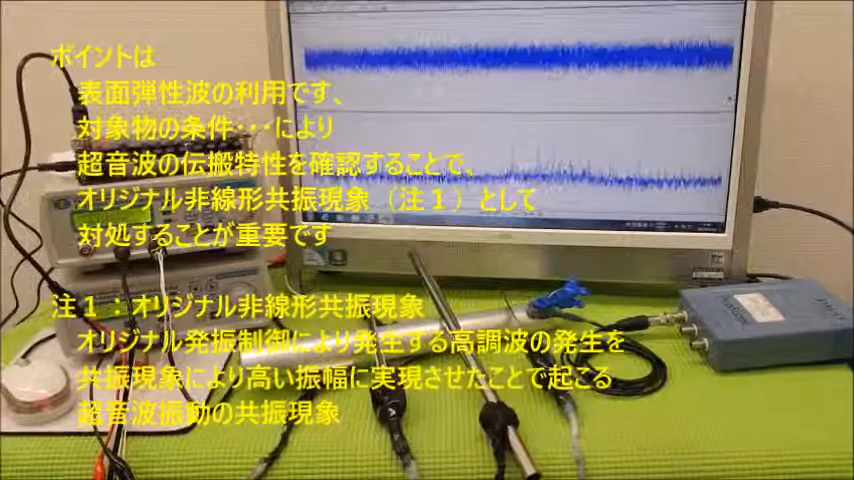 ポイントは
表面弾性波の利用です、
対象物の条件・・・により
超音波の伝搬特性を確認することで、
オリジナル非線形共振現象（注１）として
対処することが重要です
注１：オリジナル非線形共振現象
オリジナル発振制御により発生する高調波の発生を
共振現象により高い振幅に実現させたことで起こる
超音波振動の共振現象